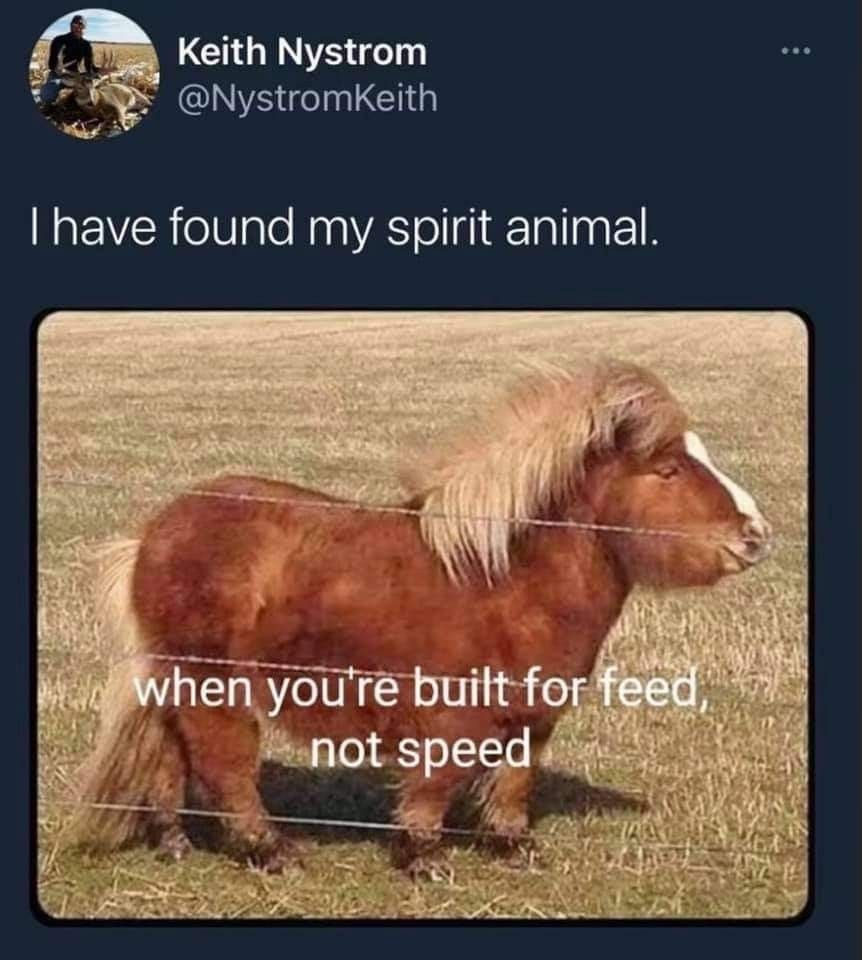 Keith Nystrom
@NystromKeith
I have found my spirit animal.
when you're built for feed,
not speed